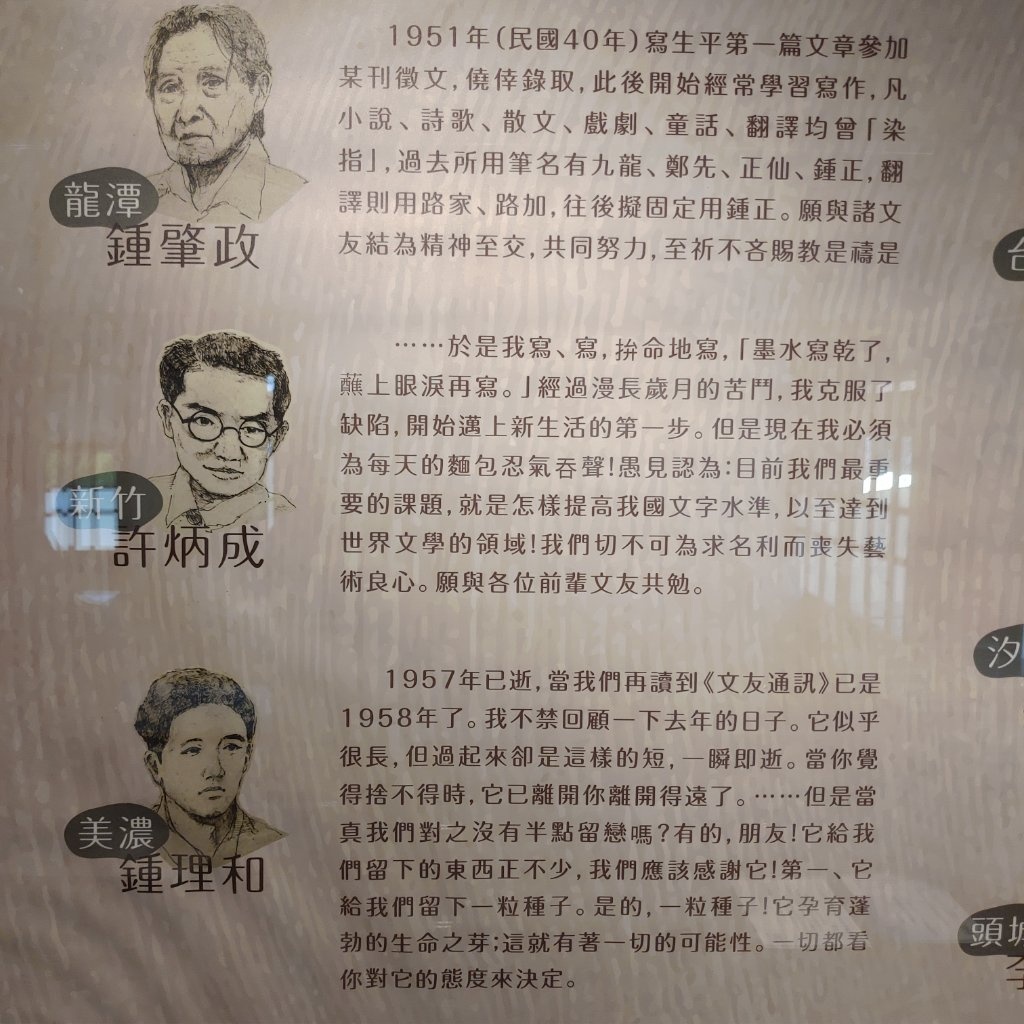 1951年(民國40年)寫生平第一篇文章參加
某刊徵文,僥倖錄取,此後開始經常學習寫作,凡
小說、詩歌、散文、戲劇、童話、翻譯均曾「染
指」,過去所用筆名有九龍、鄭先、正仙、鍾正,翻
譯則用路家、路加,往後擬固定用鍾正。願與諸文
友結為精神至交,共同努力,至祈不吝賜教是禱是
龍潭
鍾肇政
……於是我寫、寫,拚命地寫,「墨水寫乾了,
蘸上眼淚再寫。」經過漫長歲月的苦鬥,我克服了
缺陷,開始邁上新生活的第一步。但是現在我必須
為每天的麵包忍氣吞聲!愚見認為:目前我們最重
要的課題,就是怎樣提高我國文字水準,以至達到
世界文學的領域!我們切不可為求名利而喪失藝
術良心。願與各位前輩文友共勉。
新竹
許炳成
1957年已逝,當我們再讀到《文友通訊》已是
1958年了。我不禁回顧一下去年的日子。它似乎
很長,但過起來卻是這樣的短,一瞬即逝。當你覺
得捨不得時,它已離開你離開得遠了。……但是當
真我們對之沒有半點留戀嗎?有的,朋友!它給我
們留下的東西正不少,我們應該感謝它!第一、它
給我們留下一粒種子。是的,一粒種子!它孕育蓬
勃的生命之芽;這就有著一切的可能性。一切都看
你對它的態度來決定。
美濃
鍾理和
汐
頭城
李